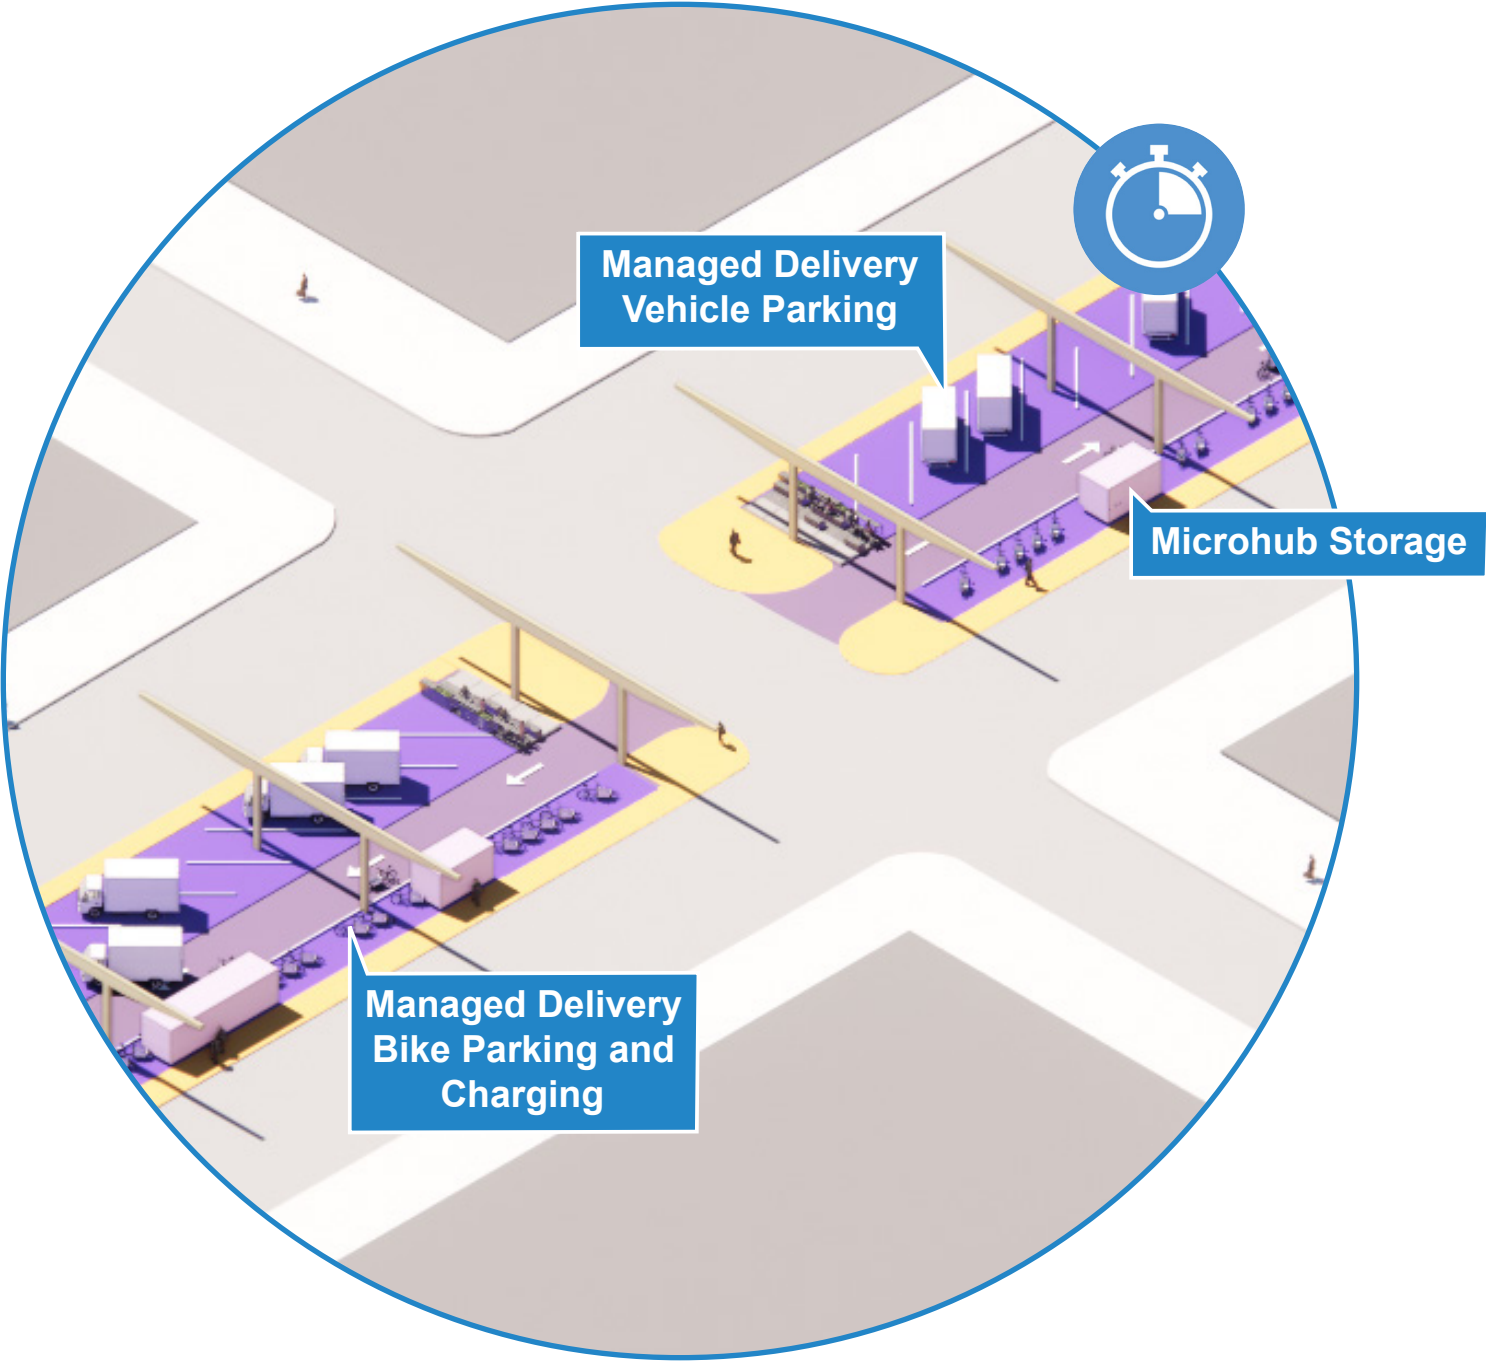 Managed Delivery
Vehicle Parking
Microhub Storage
Managed Delivery
Bike Parking and
Charging